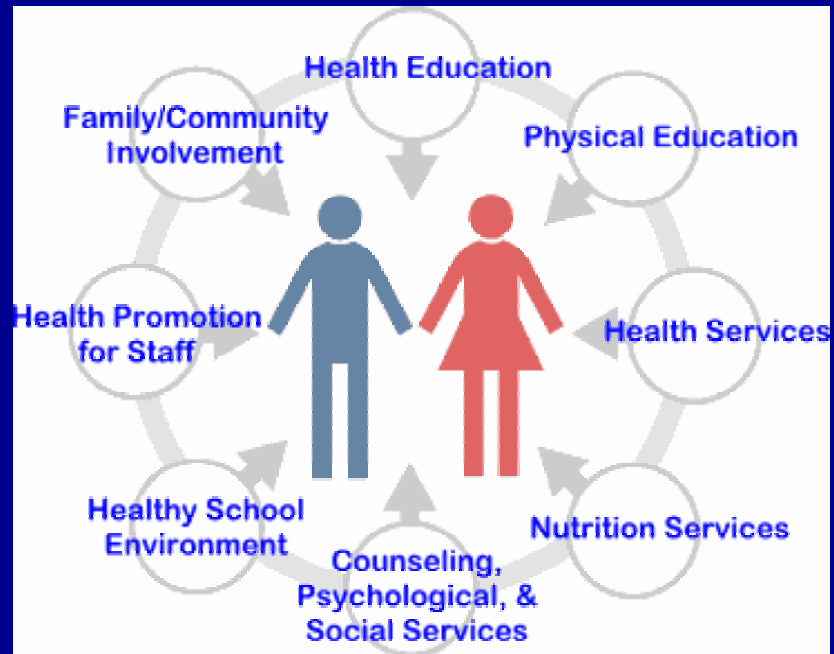 Health Education
Family/Community
Involvement
Physical Education
Health Promotion
for Staff
Health Services
Healthy School
Environment
Nutrition Services
Counseling,
Psychological, &
Social Services